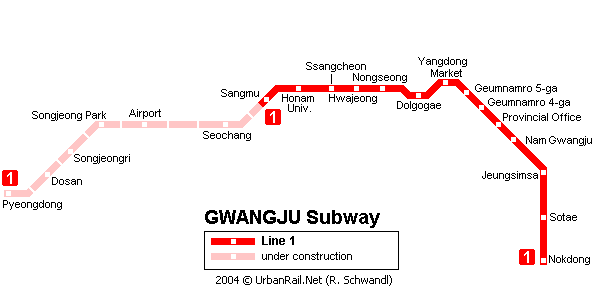 Ssangcheon
Yangdong
Market
Nongseong
Sangmu
Geumnamro 5-ga
Honam
Univ.
Hwajeong
Dolgogae
Geumnamro 4-ga
Songjeong Park
Airport
1
Provincial Office
Seochang
Nam Gwangju
Songjeongri
Jeungsimsa
1
Dosan
Pyeongdong
GWANGJU Subway
Sotae
Line 1
under construction
1
Nokdong
2004 © UrbanRail.Net (R. Schwandl)